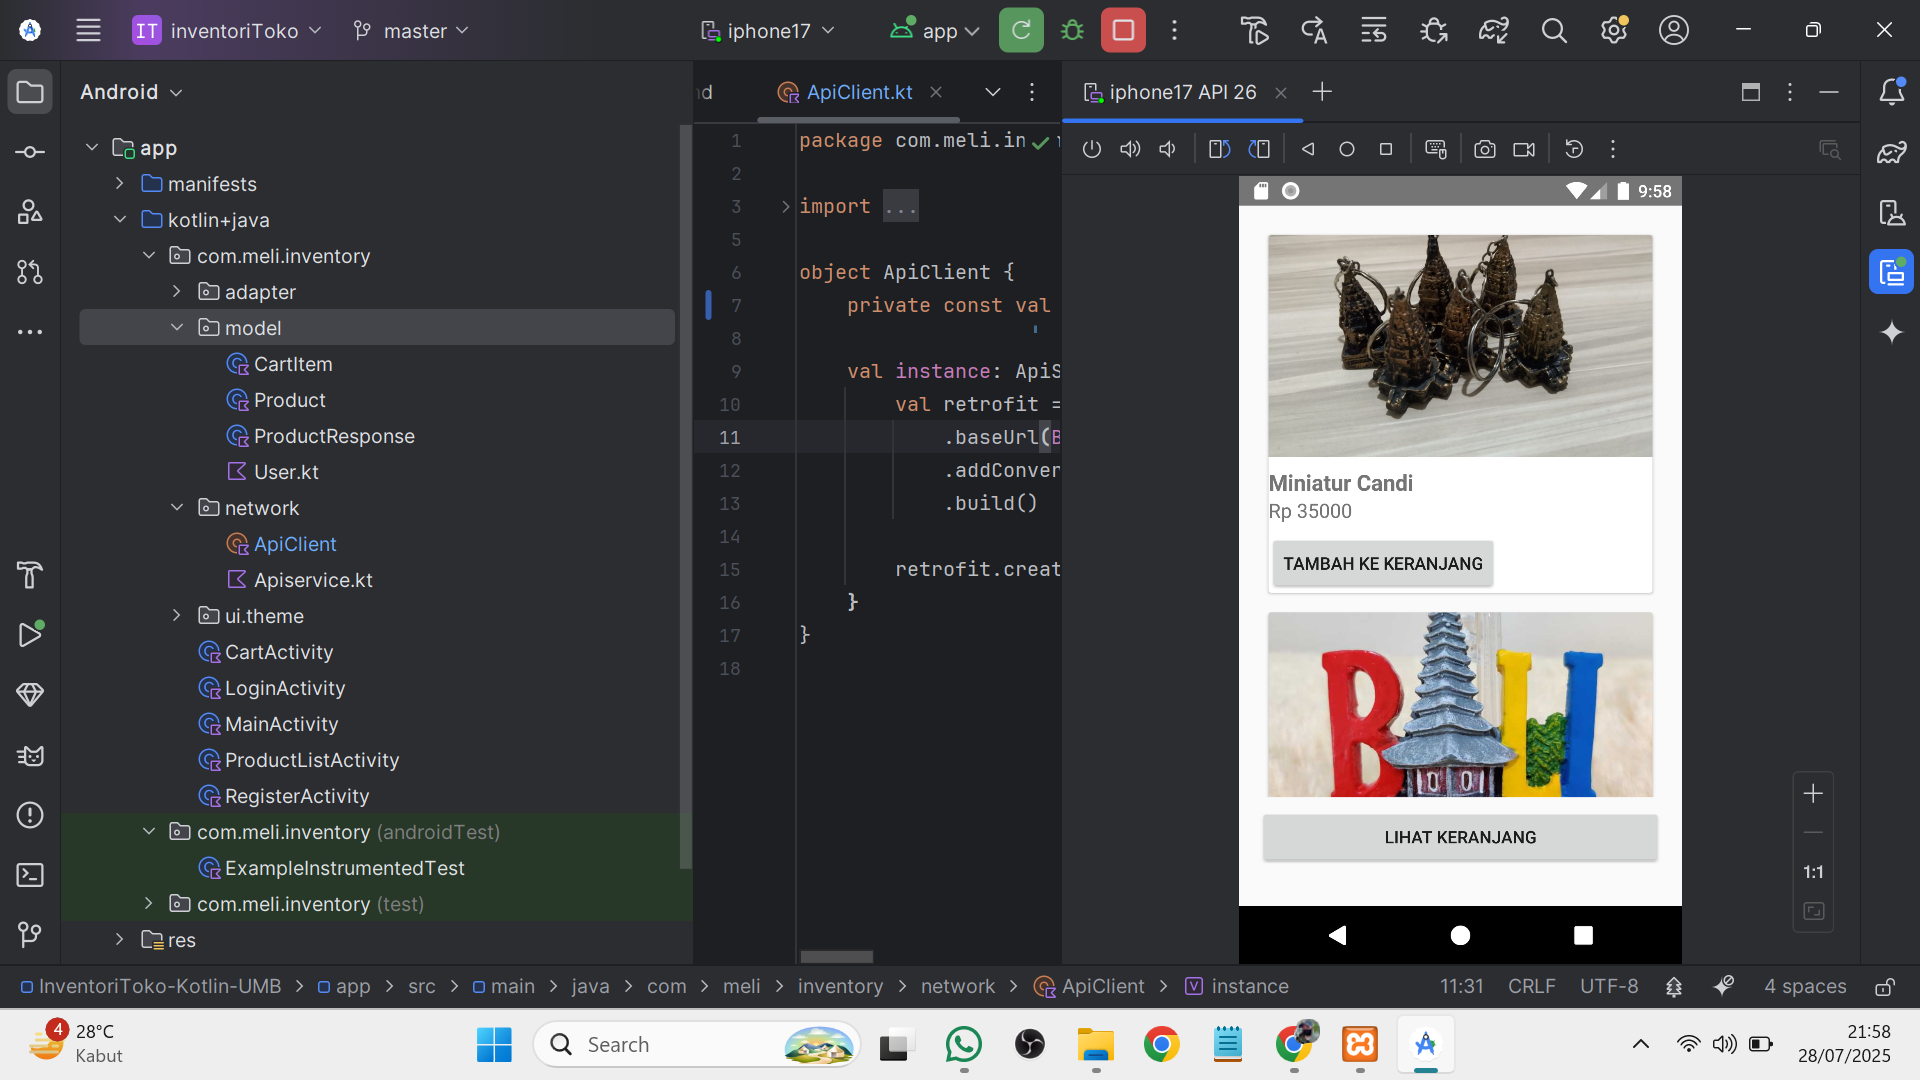 IT inventoriToko
master
iphone17
app
Android
app
manifests
kotlin+java
com.meli.inventory
adapter
model
CartItem
Product
ProductResponse
User.kt
network
ApiClient
Apiservice.kt
ui.theme
CartActivity
LoginActivity
MainActivity
ProductListActivity
RegisterActivity
com.meli.inventory (androidTest)
ExampleInstrumentedTest
com.meli.inventory (test)
res
ApiClient.kt
1 package com.meli.in
2
3 import ...
5
6 object ApiClient {
7 private const val
8
9 val instance: ApiS
10 val retrofit =
11 .baseUrl(B
12 .addConver
13 .build()
14
15 retrofit.creat
16 }
17 }
18
iphone17 API 26
9:58
Miniatur Candi
Rp 35000
TAMBAH KE KERANJANG
BALI
LIHAT KERANJANG
1:1
InventoriToko-Kotlin-UMB > app > src > main > java > com > meli > inventory > network > ApiClient > instance
11:31 CRLF UTF-8 4 spaces
4
28°C
Kabut
Search
21:58
28/07/2025